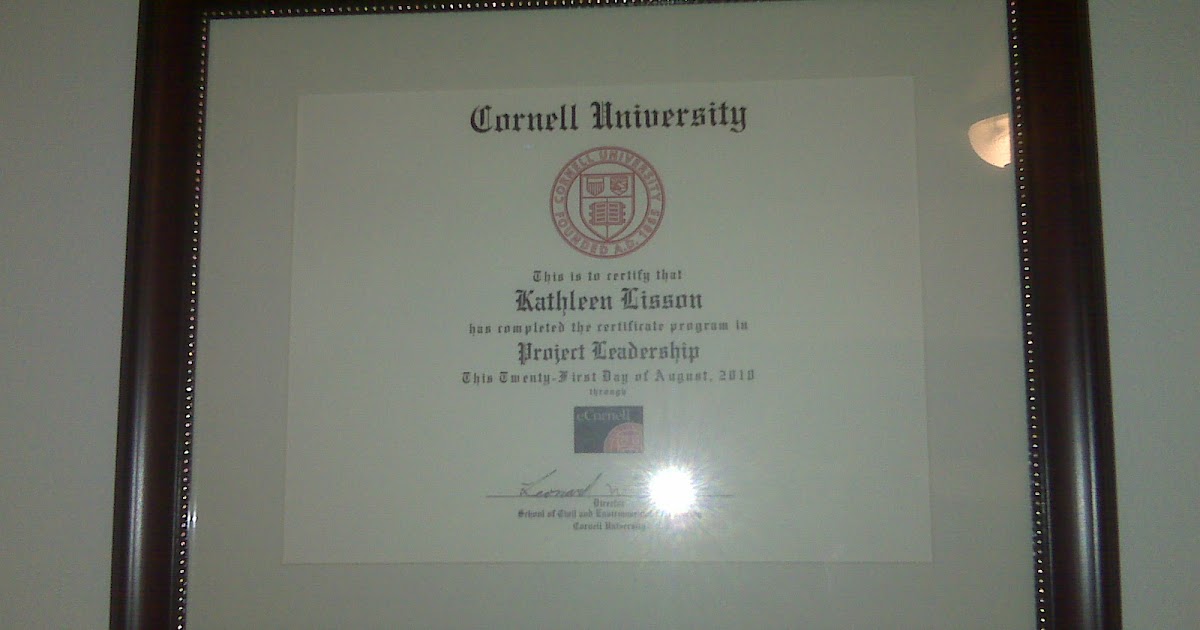 Cornell University
CORNELL UNIVERSITY
FOUNDED A.D. 1865
This is to certify that
Kathleen Lisson
has completed the certificate program in
Project Leadership
This Twenty-First Day of August, 2010
through
eCornell
Leonard
Director
School of Civil and
Cornell University